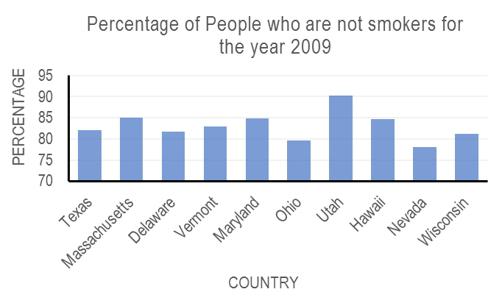 Percentage of People who are not smokers for
the year 2009
PERCENTAGE
95
90
85
80
75
70
Texas
Massachusetts
Delaware
Vermont
Maryland
Ohio
Utah
Hawaii
Nevada
Wisconsin
COUNTRY